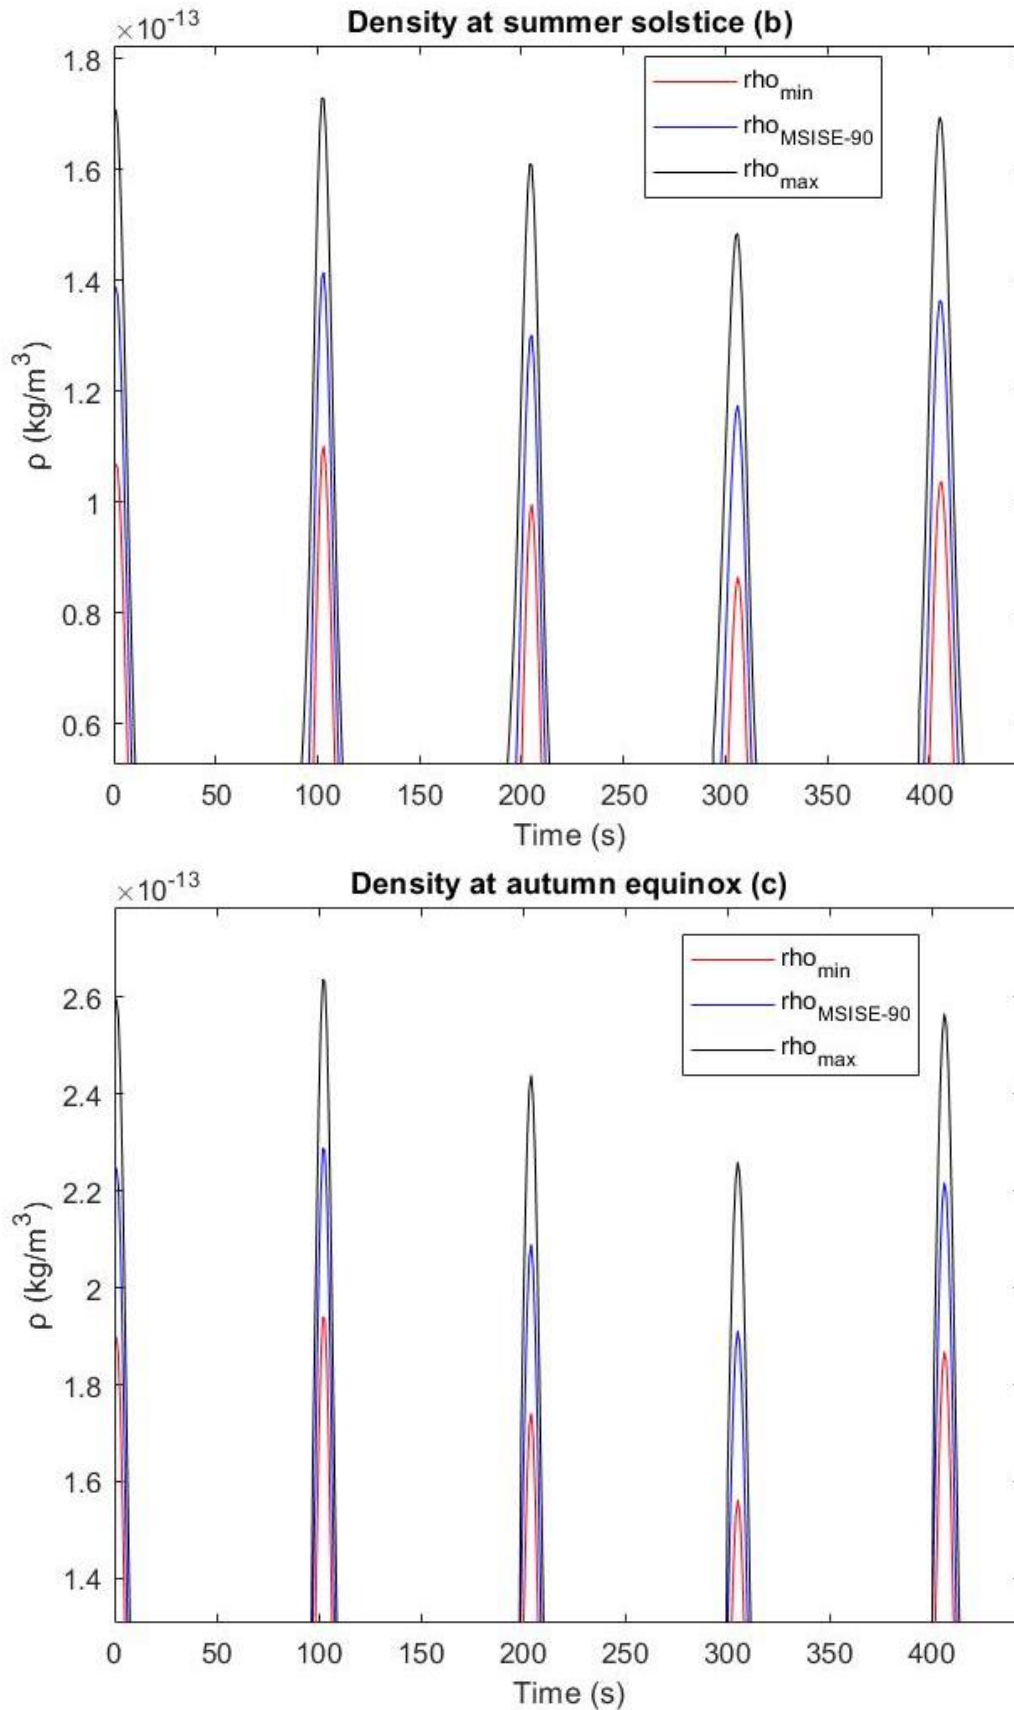 ×10⁻¹³
Density at summer solstice (b)
1.8
1.6
1.4
1.2
1
0.8
0.6
ρ (kg/m³)
rho_min
rho_MSISE-90
rho_max
0 50 100 150 200 250 300 350 400
Time (s)
×10⁻¹³
Density at autumn equinox (c)
2.6
2.4
2.2
2
1.8
1.6
1.4
ρ (kg/m³)
rho_min
rho_MSISE-90
rho_max
0 50 100 150 200 250 300 350 400
Time (s)